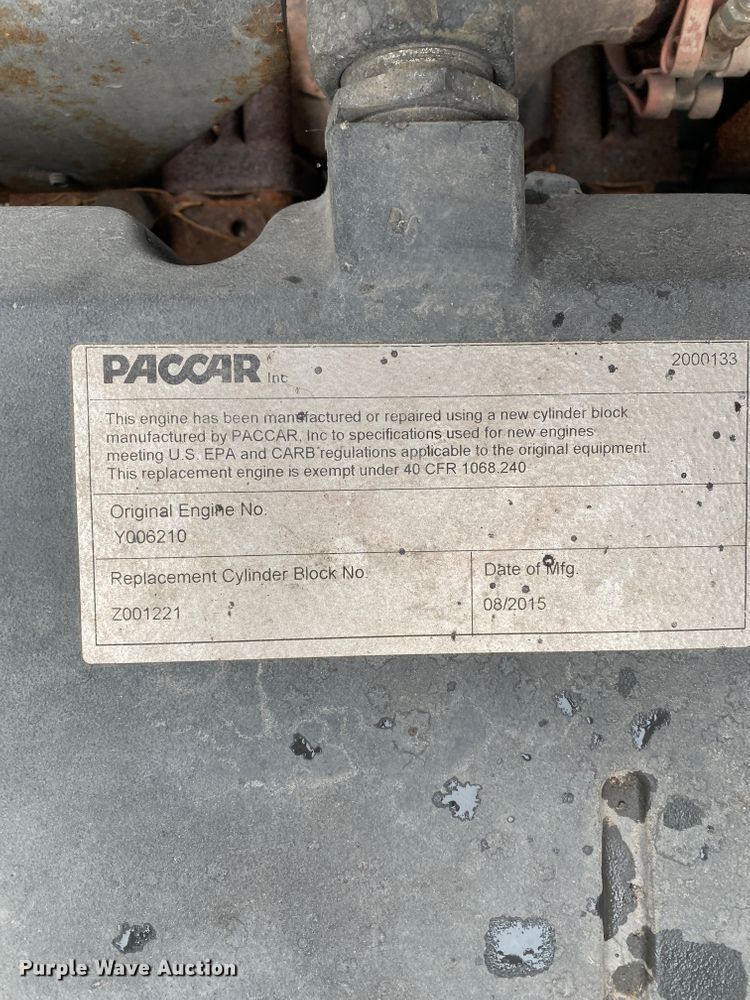 PACCAR Inc 2000133
This engine has been manufactured or repaired using a new cylinder block
manufactured by PACCAR, Inc to specifications used for new engines
meeting U.S. EPA and CARB regulations applicable to the original equipment.
This replacement engine is exempt under 40 CFR 1068.240
Original Engine No.
Y006210
Replacement Cylinder Block No.
Z001221
Date of Mfg.
08/2015
Purple Wave Auction